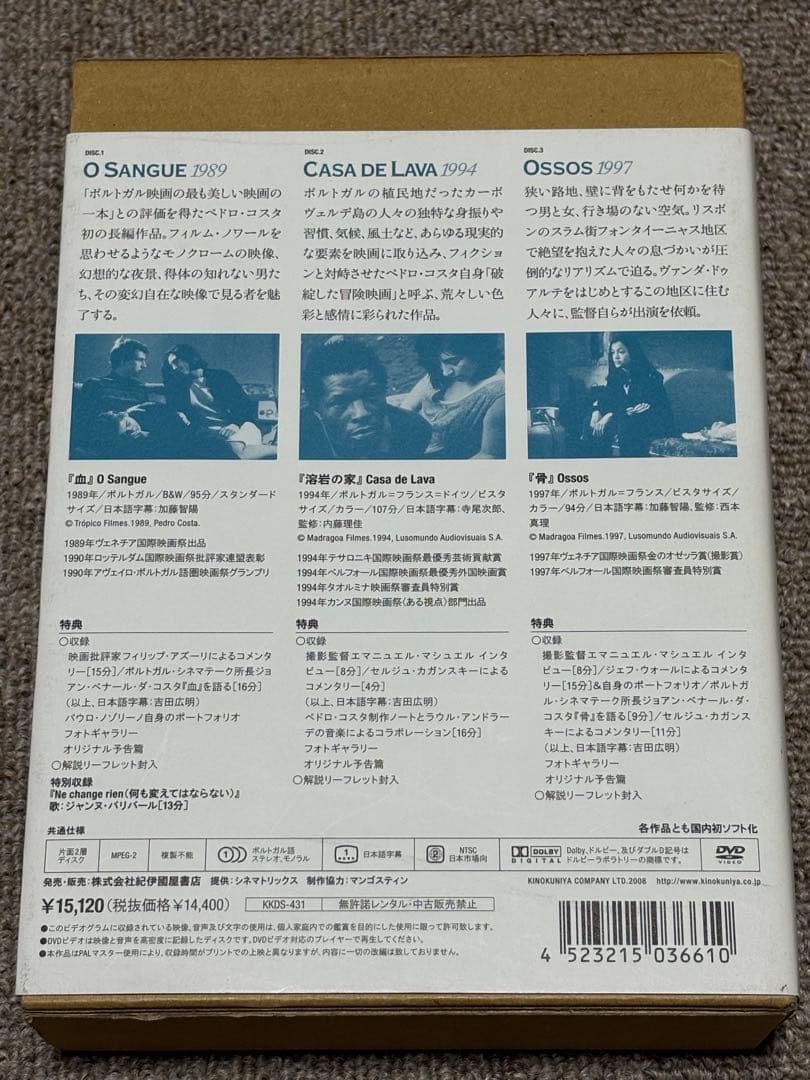 DISC.1
O SANGUE 1989
「ポルトガル映画の最も美しい映画の
一本」との評価を得たペドロ・コスタ
初の長編作品。フィルム・ノワールを
思わせるようなモノクロームの映像、
幻想的な夜景、得体の知れない男た
ち、その変幻自在な映像で見る者を魅
了する。
『血』O Sangue
1989年/ポルトガル/B&W/95分/スタンダード
サイズ/日本語字幕:加藤智陽
© Trópico Filmes.1989, Pedro Costa.
1989年ヴェネチア国際映画祭出品
1990年ロッテルダム国際映画祭批評家連盟表彰
1990年アヴェイロ・ポルトガル語圏映画祭グランプリ
特典
○収録
映画批評家フィリップ・アズーリによるコメンタ
リー[15分]/ポルトガル・シネマテーク所長ジョ
アン・ベナール・ダ・コスタ『血』を語る[16分]
(以上、日本語字幕:吉田広明)
パウロ・ノゾリーノ自身のポートフォリオ
フォトギャラリー
オリジナル予告篇
○解説リーフレット封入
特別収録
『Ne change rien(何も変えてはならない)』
歌:ジャンヌ・バリバール[13分]
DISC.2
CASA DE LAVA 1994
ポルトガルの植民地だったカーボ
ヴェルデ島の人々の独特な身振りや
習慣、気候、風土など、あらゆる現実的
な要素を映画に取り込み、フィクショ
ンと対峙させたペドロ・コスタ自身「破
綻した冒険映画」と呼ぶ、荒々しい色
彩と感情に彩られた作品。
『溶岩の家』Casa de Lava
1994年/ポルトガル=フランス=ドイツ/ビスタ
サイズ/カラー/107分/日本語字幕:寺尾次郎、
監修:内藤理佳
© Madragoa Filmes.1994, Lusomundo Audiovisuais S.A.
1994年テサロニキ国際映画祭最優秀芸術貢献賞
1994年ベルフォール国際映画祭最優秀外国映画賞
1994年タオルミナ映画祭審査員特別賞
1994年カンヌ国際映画祭〈ある視点〉部門出品
特典
○収録
撮影監督エマニュエル・マシュエル インタ
ビュー[8分]/セルジュ・カガンスキーによる
コメンタリー[4分]
(以上、日本語字幕:吉田広明)
ペドロ・コスタ制作ノートとラウル・アンドラー
デの音楽によるコラボレーション[16分]
フォトギャラリー
オリジナル予告篇
○解説リーフレット封入
DISC.3
OSSOS 1997
狭い路地、壁に背をもたせ何かを待
つ男と女、行き場のない空気。リスボ
ンのスラム街フォンタイーニャス地区
で絶望を抱えた人々の息づかいが圧
倒的なリアリズムで迫る。ヴァンダ・ドゥ
アルテをはじめとするこの地区に住む
人々に、監督自らが出演を依頼。
『骨』Ossos
1997年/ポルトガル=フランス/ビスタサイズ/
カラー/94分/日本語字幕:加藤智陽、監修:西本
真理
© Madragoa Filmes.1997, Lusomundo Audiovisuais S.A.
1997年ヴェネチア国際映画祭金のオゼッラ賞(撮影賞)
1997年ベルフォール国際映画祭審査員特別賞
特典
○収録
撮影監督エマニュエル・マシュエル インタ
ビュー[8分]/ジェフ・ウォールによるコメンタ
リー[15分]&自身のポートフォリオ/ポルトガ
ル・シネマテーク所長ジョアン・ベナール・ダ・
コスタ『骨』を語る[9分]/セルジュ・カガンス
キーによるコメンタリー[11分]
(以上、日本語字幕:吉田広明)
フォトギャラリー
オリジナル予告篇
○解説リーフレット封入
共通仕様
各作品とも国内初ソフト化
片面2層
ディスク
MPEG-2
複製不能
1
ポルトガル語
ステレオ、モノラル
1
日本語字幕
2
NTSC
日本市場向
DOLBY
DIGITAL
Dolby、ドルビー、及びダブルD記号は
ドルビーラボラトリーの商標です。
DVD
VIDEO
発売・販売:株式会社紀伊國屋書店 提供:シネマトリックス 制作協力:マンゴスティン
KINOKUNIYA COMPANY LTD.2008 http://www.kinokuniya.co.jp
¥15,120(税抜価格¥14,400)
KKDS-431
無許諾レンタル・中古販売禁止
●このビデオグラムに収録されている映像、音声及び文字の使用は、個人家庭内での鑑賞を目的とした使用に限って許可します。
●DVDビデオは映像と音声を高密度に記録したディスクです。DVDビデオ対応のプレイヤーで再生してください。
●本作品はPALマスター使用により、収録時間がプリントでの上映と異なりますが、内容に一切の改編は致しておりません。
4 523215 036610